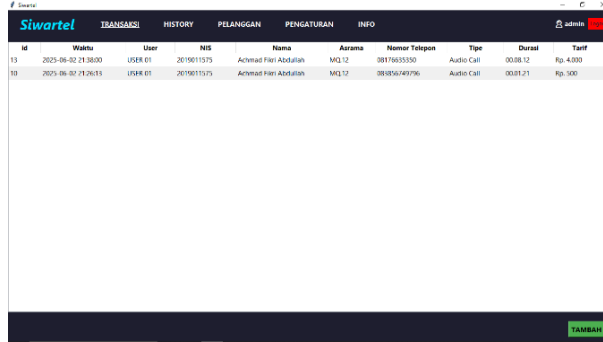 Siwartel
Siwartel TRANSAKSI HISTORY PELANGGAN PENGATURAN INFO admin
Id Waktu User NIS Nama Asrama Nomor Telepon Tipe Durasi Tarif
13 2025-06-02 21:38:00 USER 01 2019011575 Achmad Fikri Abdullah MQ.12 08176635350 Audio Call 00.08.12 Rp. 4.000
10 2025-06-02 21:26:13 USER 01 2019011575 Achmad Fikri Abdullah MQ.12 083856749796 Audio Call 00.01.21 Rp. 500
TAMBAH